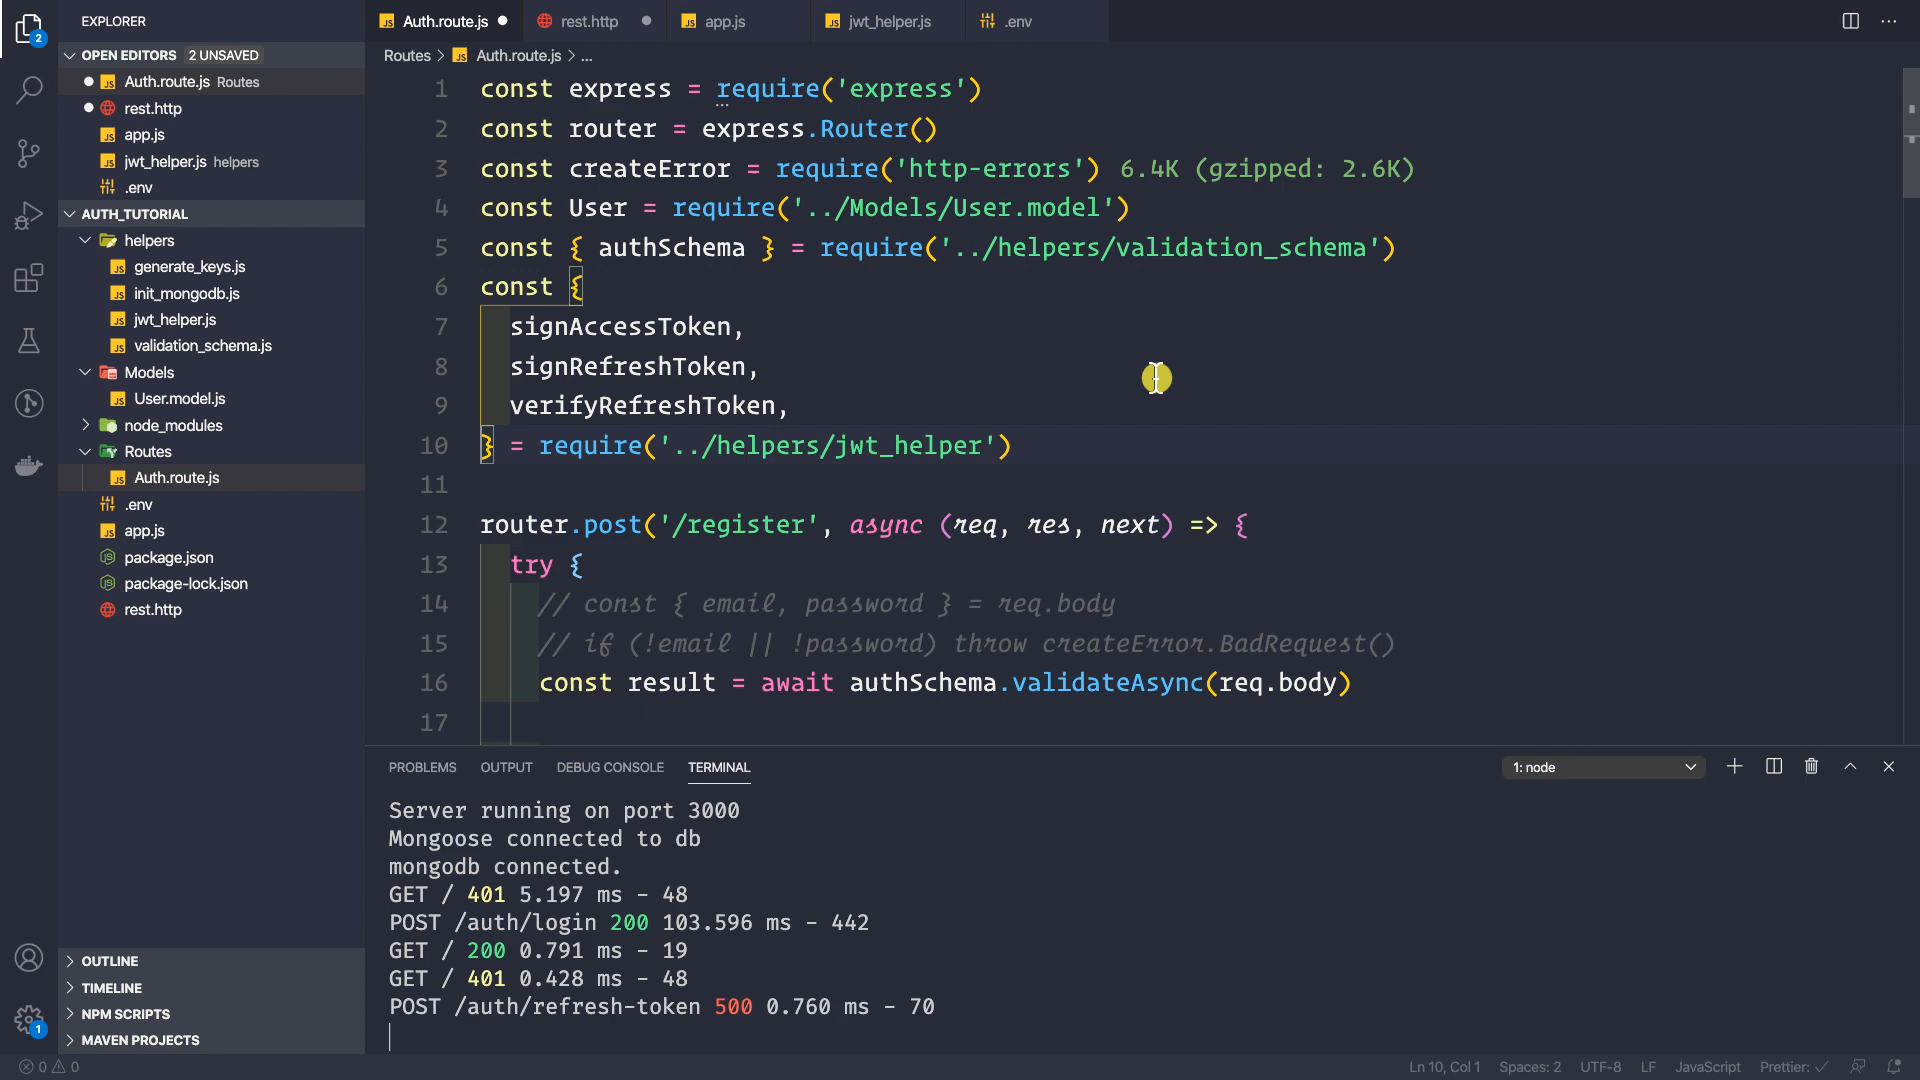 EXPLORER
OPEN EDITORS 2 UNSAVED
Auth.route.js Routes
rest.http
app.js
jwt_helper.js helpers
.env
AUTH_TUTORIAL
helpers
generate_keys.js
init_mongodb.js
jwt_helper.js
validation_schema.js
Models
User.model.js
node_modules
Routes
Auth.route.js
.env
app.js
package.json
package-lock.json
rest.http
OUTLINE
TIMELINE
NPM SCRIPTS
MAVEN PROJECTS
2
1
Auth.route.js rest.http app.js jwt_helper.js .env
Routes > Auth.route.js > ...
1 const express = require('express')
2 const router = express.Router()
3 const createError = require('http-errors') 6.4K (gzipped: 2.6K)
4 const User = require('../Models/User.model')
5 const { authSchema } = require('../helpers/validation_schema')
6 const {
7 signAccessToken,
8 signRefreshToken,
9 verifyRefreshToken,
10 } = require('../helpers/jwt_helper')
11
12 router.post('/register', async (req, res, next) => {
13 try {
14 // const { email, password } = req.body
15 // if (!email || !password) throw createError.BadRequest()
16 const result = await authSchema.validateAsync(req.body)
17
PROBLEMS OUTPUT DEBUG CONSOLE TERMINAL 1: node
Server running on port 3000
Mongoose connected to db
mongodb connected.
GET / 401 5.197 ms - 48
POST /auth/login 200 103.596 ms - 442
GET / 200 0.791 ms - 19
GET / 401 0.428 ms - 48
POST /auth/refresh-token 500 0.760 ms - 70
0 0 Ln 10, Col 1 Spaces: 2 UTF-8 LF JavaScript Prettier: ✓